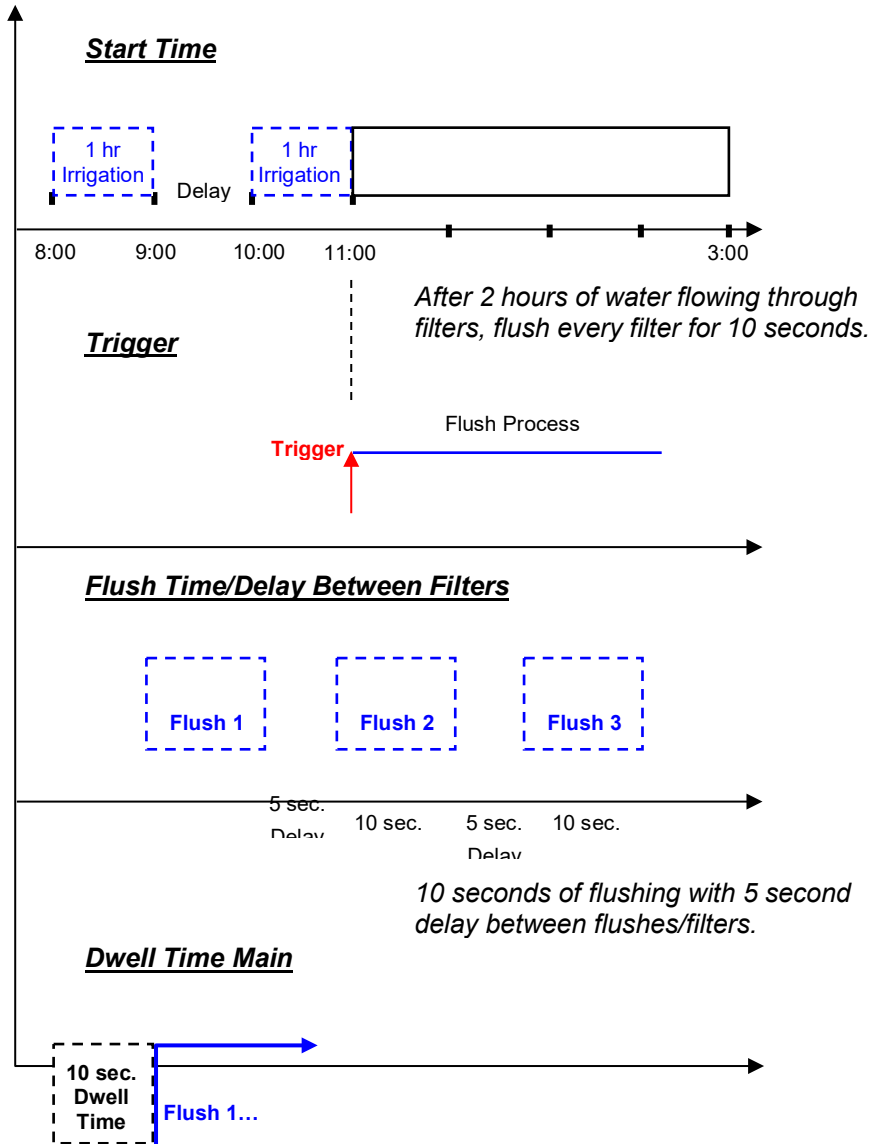 Start Time
1 hr
Irrigation
Delay
1 hr
Irrigation
8:00 9:00 10:00 11:00 3:00
After 2 hours of water flowing through
filters, flush every filter for 10 seconds.
Trigger
Flush Process
Trigger
Flush Time/Delay Between Filters
Flush 1 Flush 2 Flush 3
5 sec.
Delay
10 sec.
5 sec.
Delay
10 sec.
10 seconds of flushing with 5 second
delay between flushes/filters.
Dwell Time Main
10 sec.
Dwell
Time
Flush 1…